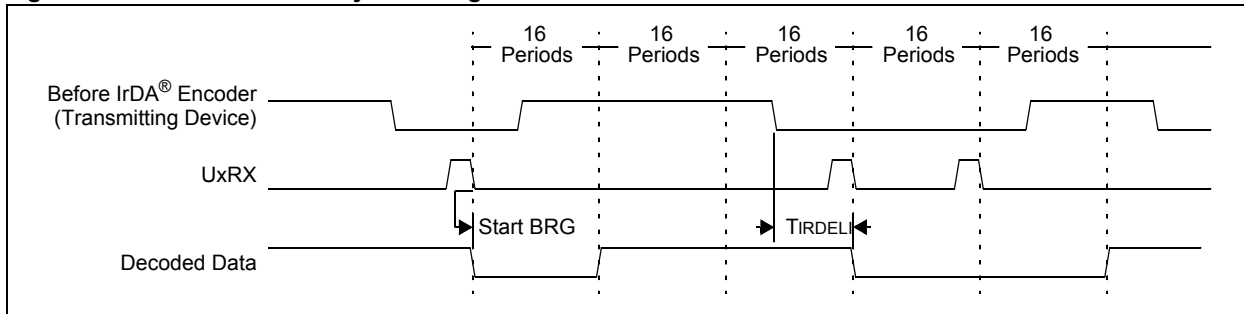 16 16 16 16 16
Periods Periods Periods Periods Periods
Before IrDA® Encoder
(Transmitting Device)
UxRX
Start BRG
TIRDELI
Decoded Data